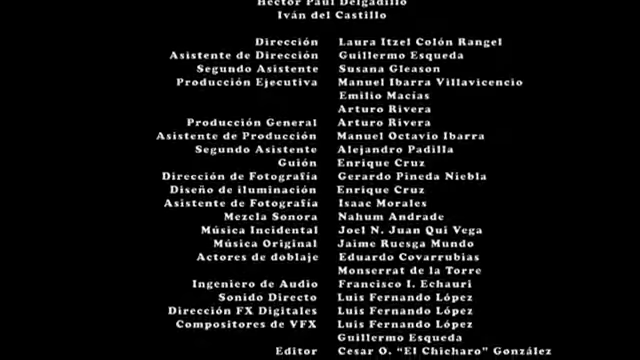 Héctor Paúl Delgadillo
Iván del Castillo
Dirección Laura Itzel Colón Rangel
Asistente de Dirección Guillermo Esqueda
Segundo Asistente Susana Gleason
Producción Ejecutiva Manuel Ibarra Villavicencio
Emilio Macías
Arturo Rivera
Producción General Arturo Rivera
Asistente de Producción Manuel Octavio Ibarra
Segundo Asistente Alejandro Padilla
Guión Enrique Cruz
Dirección de Fotografía Gerardo Pineda Niebla
Diseño de iluminación Enrique Cruz
Asistente de Fotografía Isaac Morales
Mezcla Sonora Nahum Andrade
Música Incidental Joel N. Juan Qui Vega
Música Original Jaime Ruesga Mundo
Actores de doblaje Eduardo Covarrubias
Monserrat de la Torre
Ingeniero de Audio Francisco I. Echauri
Sonido Directo Luis Fernando López
Dirección FX Digitales Luis Fernando López
Compositores de VFX Luis Fernando López
Guillermo Esqueda
Editor Cesar O. “El Chicharo” González